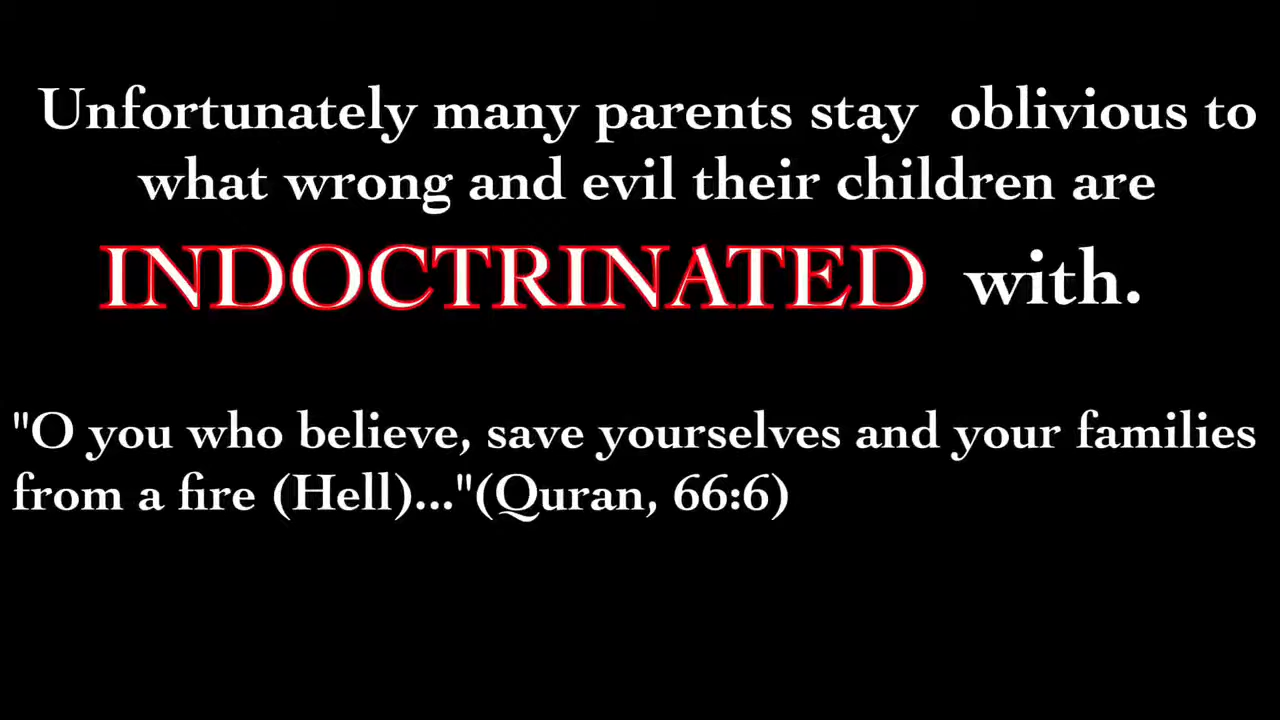 Unfortunately many parents stay oblivious to
what wrong and evil their children are
INDOCTRINATED with.
"O you who believe, save yourselves and your families
from a fire (Hell)..."(Quran, 66:6)